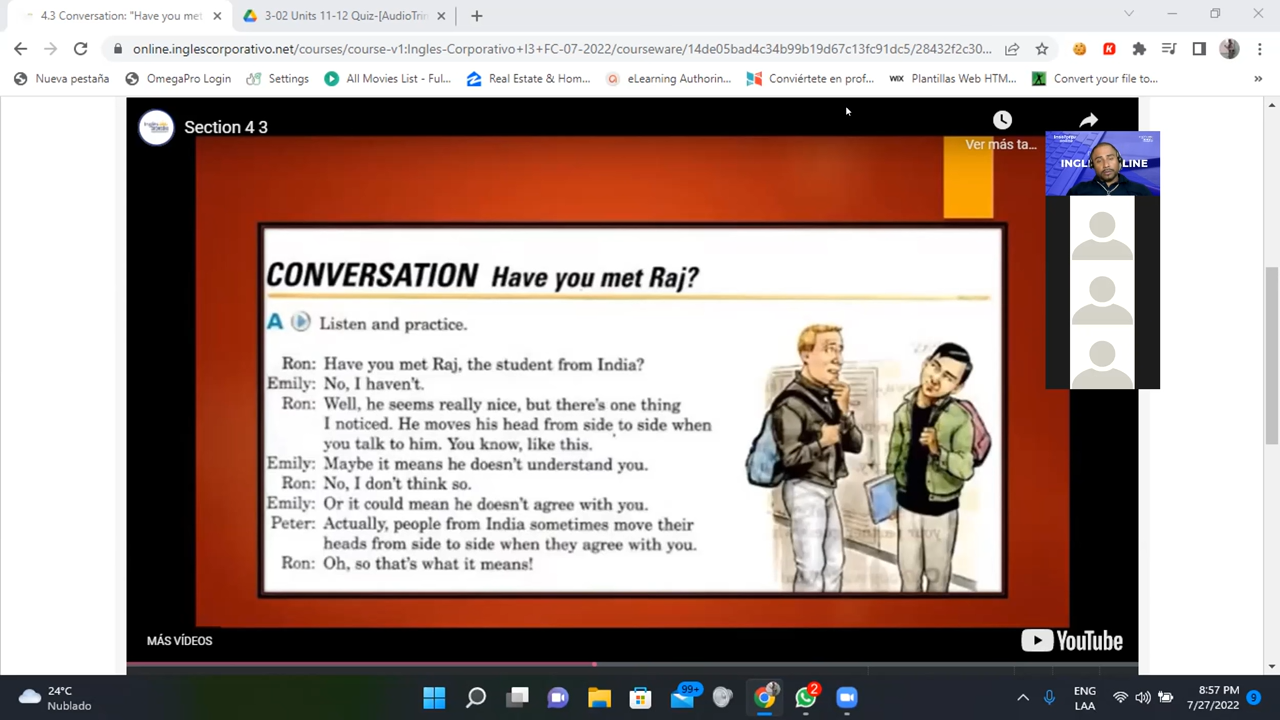 4.3 Conversation: "Have you met
3-02 Units 11-12 Quiz-[AudioTrim
online.inglescorporativo.net/courses/course-v1:Ingles-Corporativo+I3+FC-07-2022/courseware/14de05bad4c34b99b19d67c13fc91dc5/28432f2c30...
Nueva pestaña
OmegaPro Login
Settings
All Movies List - Ful...
Real Estate & Hom...
eLearning Authorin...
Conviértete en prof...
WIX Plantillas Web HTM...
Convert your file to...
»
Section 4 3
Ver más ta...
CONVERSATION Have you met Raj?
A Listen and practice.
Ron: Have you met Raj, the student from India?
Emily: No, I haven't.
Ron: Well, he seems really nice, but there's one thing
I noticed. He moves his head from side to side when
you talk to him. You know, like this.
Emily: Maybe it means he doesn't understand you.
Ron: No, I don't think so.
Emily: Or it could mean he doesn't agree with you.
Peter: Actually, people from India sometimes move their
heads from side to side when they agree with you.
Ron: Oh, so that's what it means!
MÁS VÍDEOS
YouTube
24°C
Nublado
99+
2
ENG
LAA
8:57 PM
7/27/2022
9